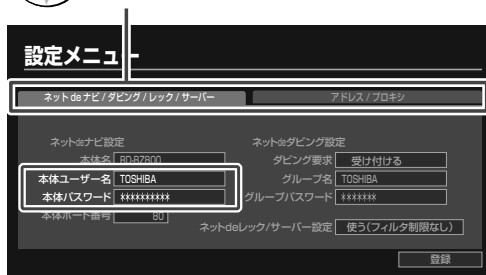 設定メニュー
ネット de ナビ / ダビング / レック / サーバー
アドレス / プロキシ
ネットdeナビ設定
本体名 RD-BZ800
本体ユーザー名 TOSHIBA
本体パスワード **********
本体ポート番号 80
ネットdeダビング設定
ダビング要求 受け付ける
グループ名 TOSHIBA
グループパスワード *******
ネットdeレック/サーバー設定 使う(フィルタ制限なし)
登録